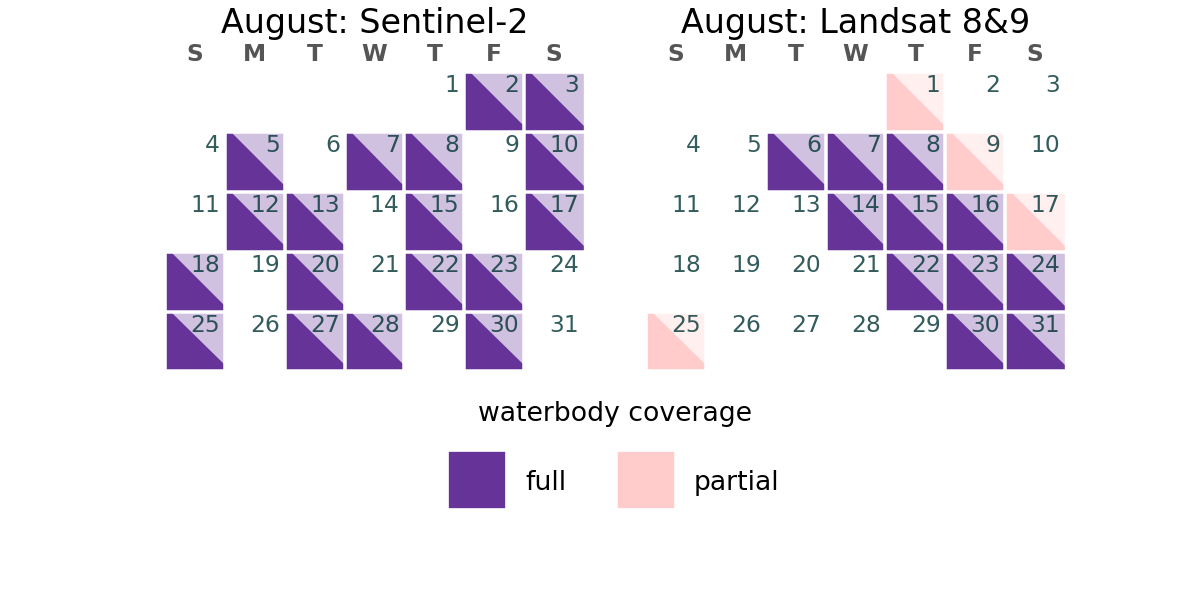 August: Sentinel-2
S M T W T F S
1 2 3
4 5 6 7 8 9 10
11 12 13 14 15 16 17
18 19 20 21 22 23 24
25 26 27 28 29 30 31
August: Landsat 8&9
S M T W T F S
1 2 3
4 5 6 7 8 9 10
11 12 13 14 15 16 17
18 19 20 21 22 23 24
25 26 27 28 29 30 31
waterbody coverage
full partial